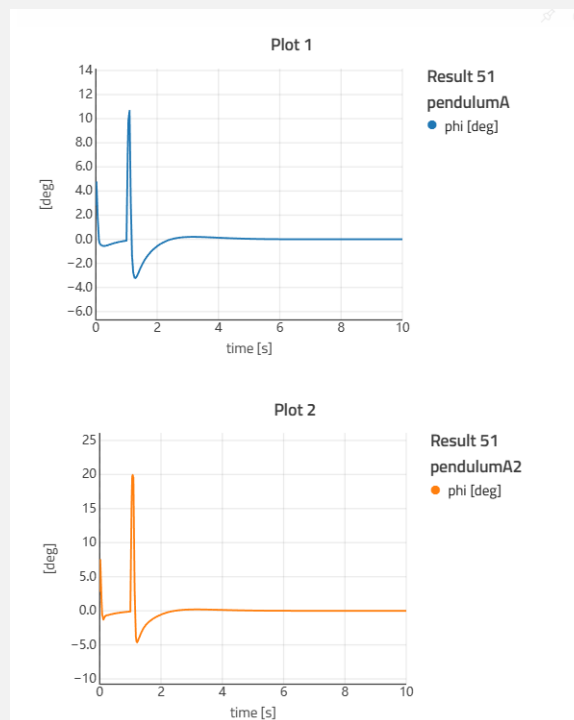 Plot 1
14
12
10
8.0
6.0
4.0
2.0
0.0
−2.0
−4.0
−6.0
[deg]
0 2 4 6 8 10
time [s]
Result 51
pendulumA
phi [deg]
Plot 2
25
20
15
10
5.0
0.0
−5.0
−10
[deg]
0 2 4 6 8 10
time [s]
Result 51
pendulumA2
phi [deg]